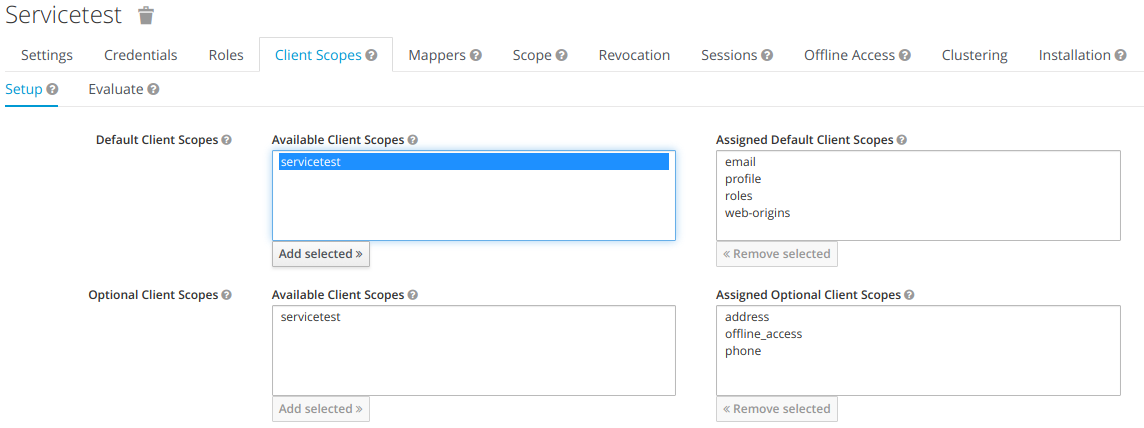 Servicetest
Settings Credentials Roles Client Scopes Mappers Scope Revocation Sessions Offline Access Clustering Installation
Setup Evaluate
Default Client Scopes Available Client Scopes Assigned Default Client Scopes
servicetest
email
profile
roles
web-origins
Add selected » « Remove selected
Optional Client Scopes Available Client Scopes Assigned Optional Client Scopes
servicetest
address
offline_access
phone
Add selected » « Remove selected